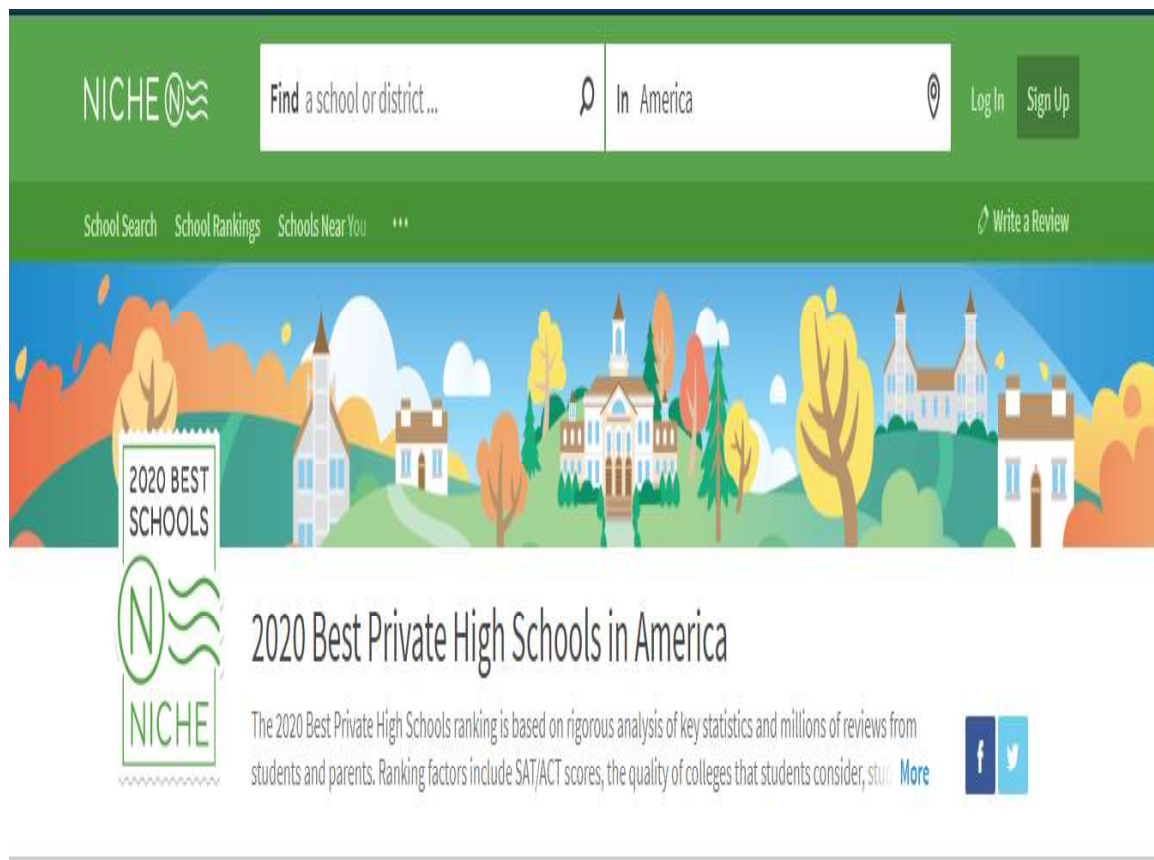 NICHE N
Find a school or district ...
In America
Log In
Sign Up
School Search
School Rankings
Schools Near You
...
Write a Review
2020 BEST
SCHOOLS
N
NICHE
2020 Best Private High Schools in America
The 2020 Best Private High Schools ranking is based on rigorous analysis of key statistics and millions of reviews from
students and parents. Ranking factors include SAT/ACT scores, the quality of colleges that students consider, stu More
f